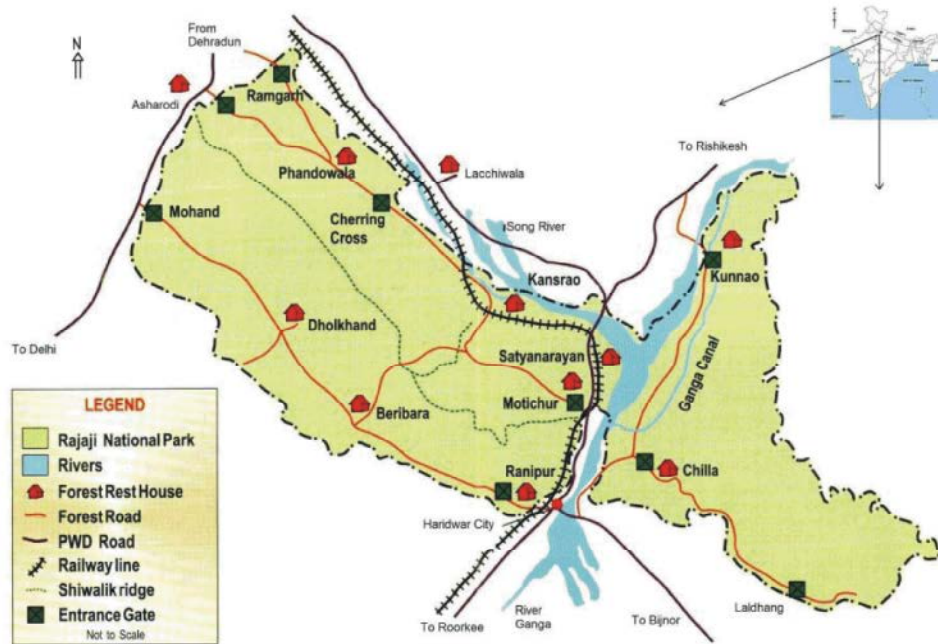 From
Dehradun
N
Asharodi
Ramgarh
Phandowala
Lacchiwala
To Rishikesh
Mohand
Cherring
Cross
Song River
Kansrao
Kunnao
Dholkhand
To Delhi
Satyanarayan
Ganga Canal
Motichur
Beribara
Ranipur
Chilla
Haridwar City
To Roorkee
River
Ganga
To Bijnor
Laldhang
LEGEND
Rajaji National Park
Rivers
Forest Rest House
Forest Road
PWD Road
Railway line
Shiwalik ridge
Entrance Gate
Not to Scale